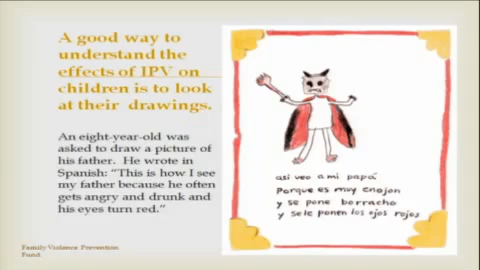 A good way to
understand the
effects of IPV on
children is to look
at their drawings.
An eight-year-old was
asked to draw a picture of
his father. He wrote in
Spanish: “This is how I see
my father because he often
gets angry and drunk and
his eyes turn red.”
Family Violence Prevention
Fund
así veo a mi papá
Porque es muy enojon
y se pone borracho
y se le ponen los ojos rojos